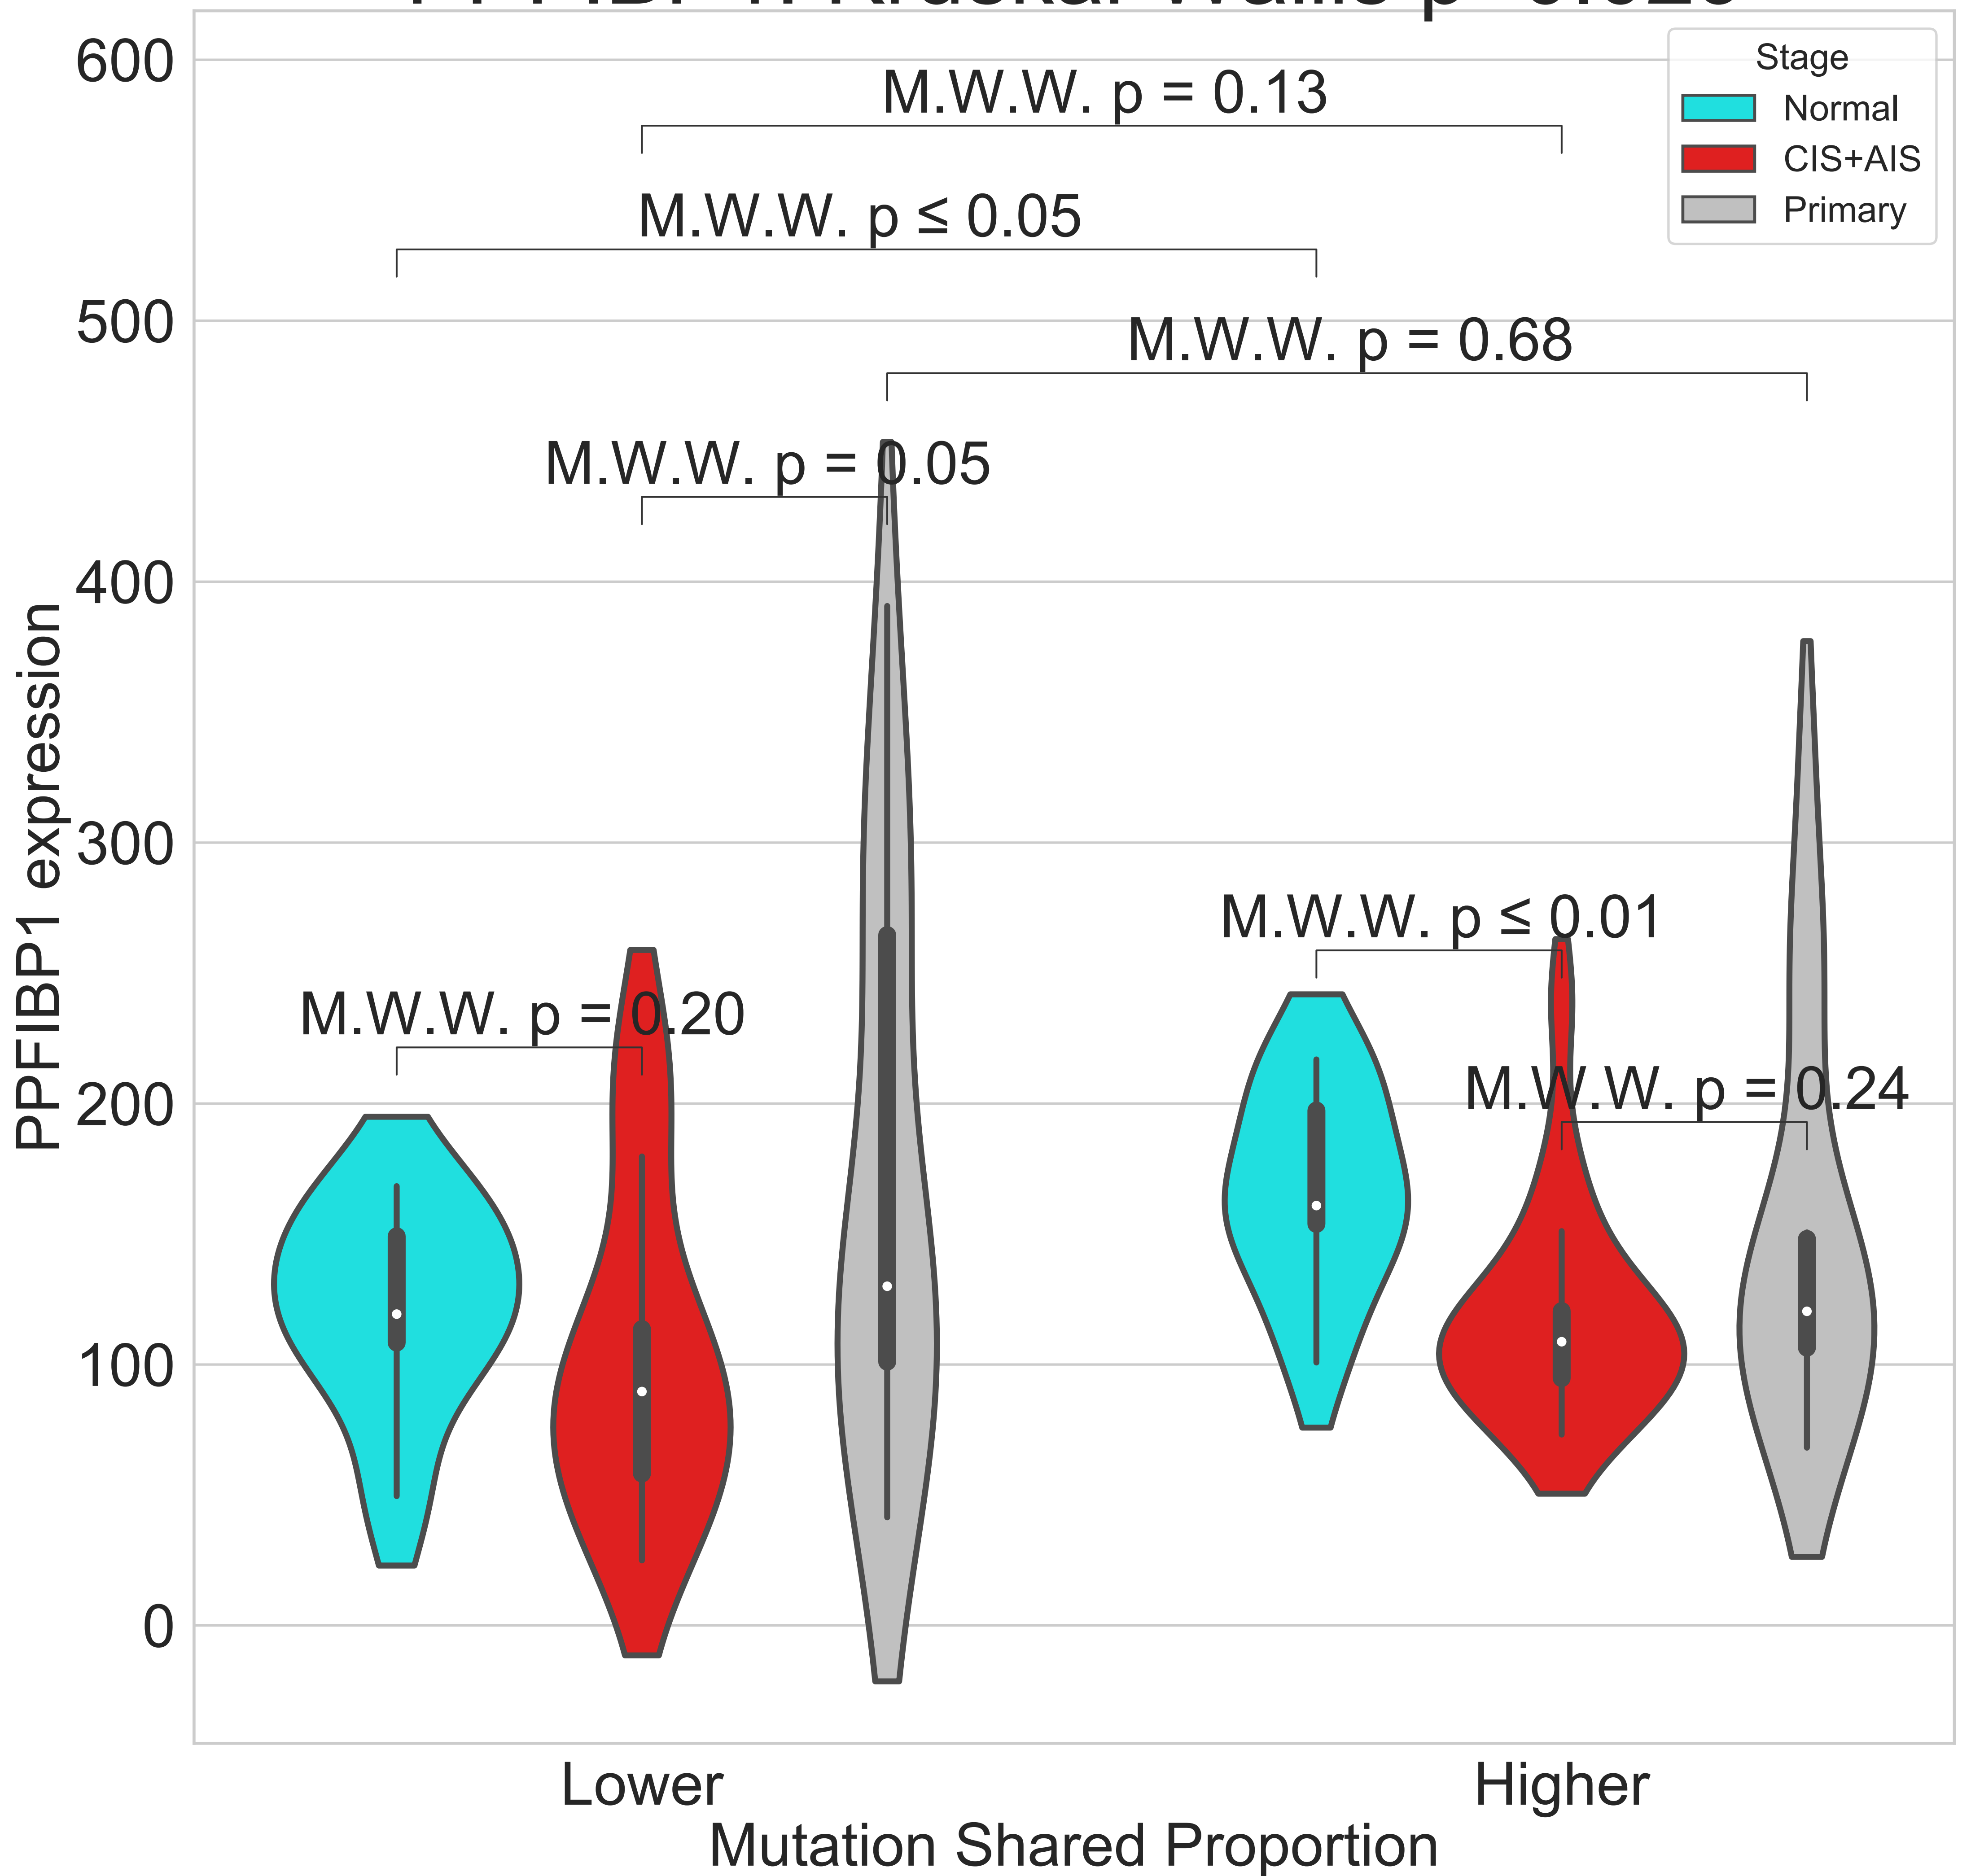 600
M.W.W. p = 0.13
Stage
Normal
CIS+AIS
Primary
M.W.W. p ≤ 0.05
500
M.W.W. p = 0.68
M.W.W. p = 0.05
400
PPFIBP1 expression
300
M.W.W. p ≤ 0.01
M.W.W. p = 0.20
200
M.W.W. p = 0.24
100
0
Lower
Higher
Mutation Shared Proportion